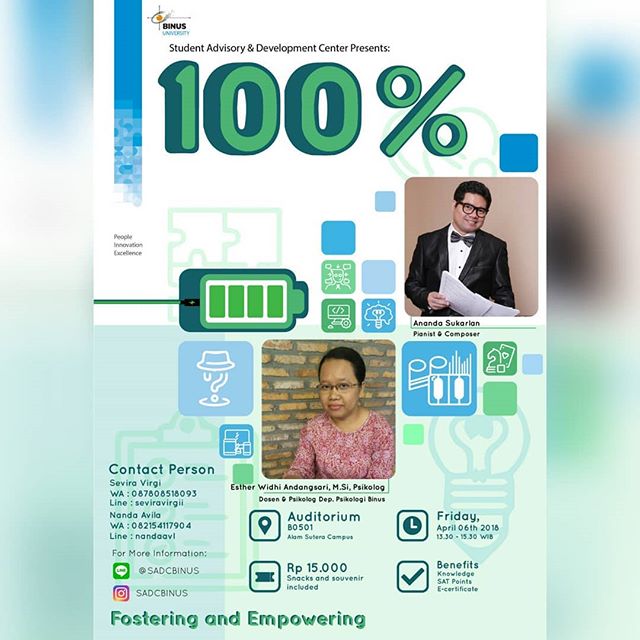 BINUS
UNIVERSITY
Student Advisory & Development Center Presents:
100%
People
Innovation
Excellence
Ananda Sukarlan
Pianist & Composer
Esther Widhi Andangsari, M.Si, Psikolog
Dosen & Psikolog Dep. Psikologi Binus
Contact Person
Sevira Virgi
WA : 087808518093
Line : seviravirgii
Nanda Avila
WA : 082154117904
Line : nandaavl
For More Information:
LINE
@SADCBINUS
SADCBINUS
Auditorium
B0501
Alam Sutera Campus
Friday,
April 06th 2018
13.30 - 15.30 WIB
Rp 15.000
Snacks and souvenir
included
Benefits
Knowledge
SAT Points
E-certificate
Fostering and Empowering